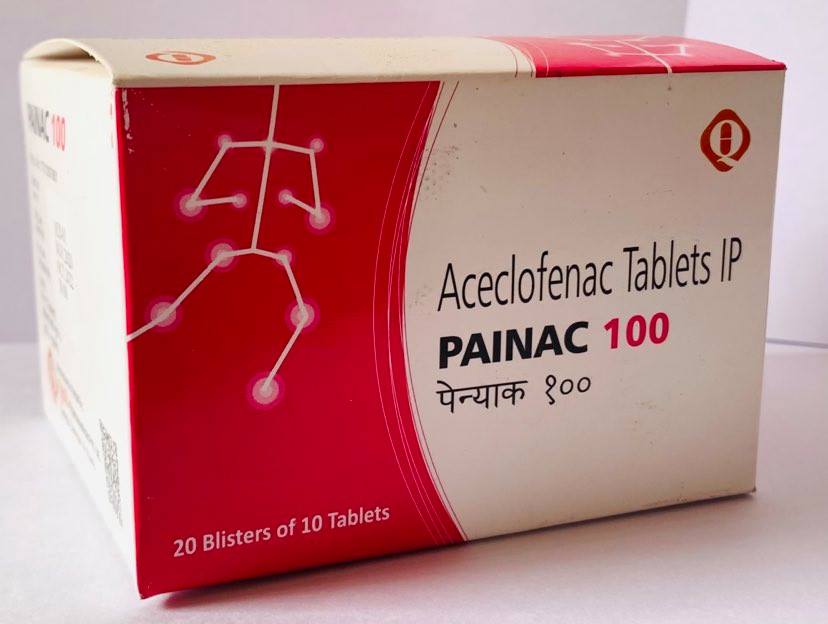 PAINAC 100
Aceclofenac Tablets IP
PAINAC 100
पेन्याक १००
20 Blisters of 10 Tablets